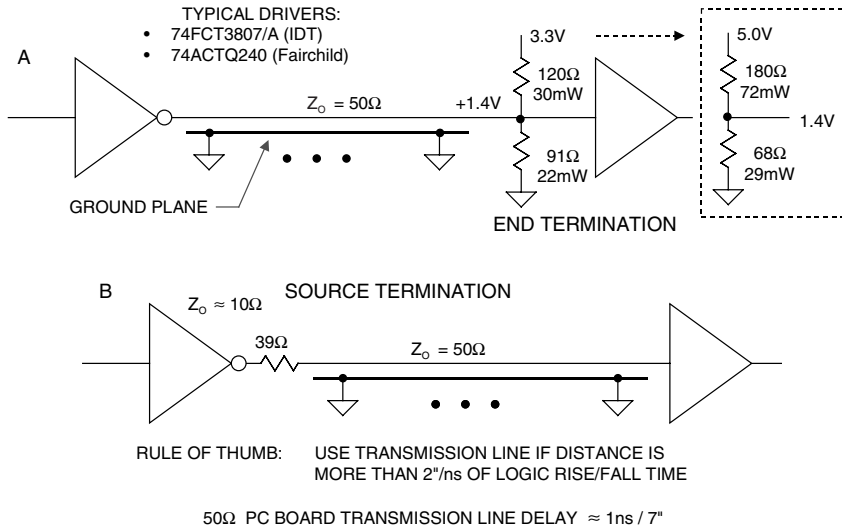 TYPICAL DRIVERS:
• 74FCT3807/A (IDT)
• 74ACTQ240 (Fairchild)
A
3.3V
5.0V
120Ω
30mW
180Ω
72mW
Z₀ = 50Ω
+1.4V
1.4V
91Ω
22mW
68Ω
29mW
GROUND PLANE
END TERMINATION
B
Z₀ ≈ 10Ω
SOURCE TERMINATION
39Ω
Z₀ = 50Ω
RULE OF THUMB: USE TRANSMISSION LINE IF DISTANCE IS
MORE THAN 2"/ns OF LOGIC RISE/FALL TIME
50Ω PC BOARD TRANSMISSION LINE DELAY ≈ 1ns / 7"